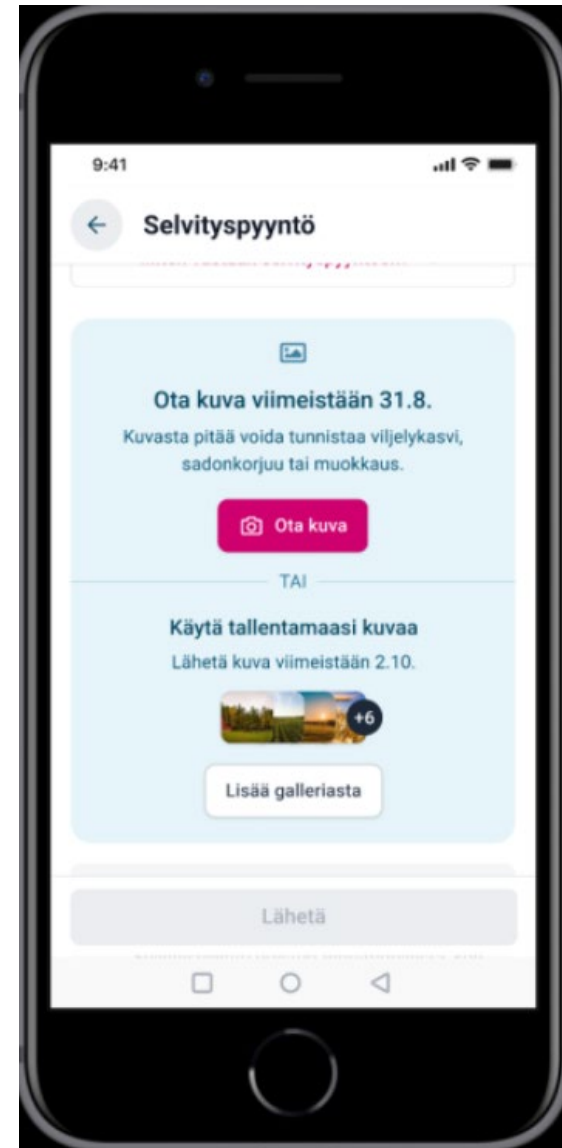 9:41
Selvityspyyntö
Ota kuva viimeistään 31.8.
Kuvasta pitää voida tunnistaa viljelykasvi,
sadonkorjuu tai muokkaus.
Ota kuva
TAI
Käytä tallentamaasi kuvaa
Lähetä kuva viimeistään 2.10.
+6
Lisää galleriasta
Lähetä